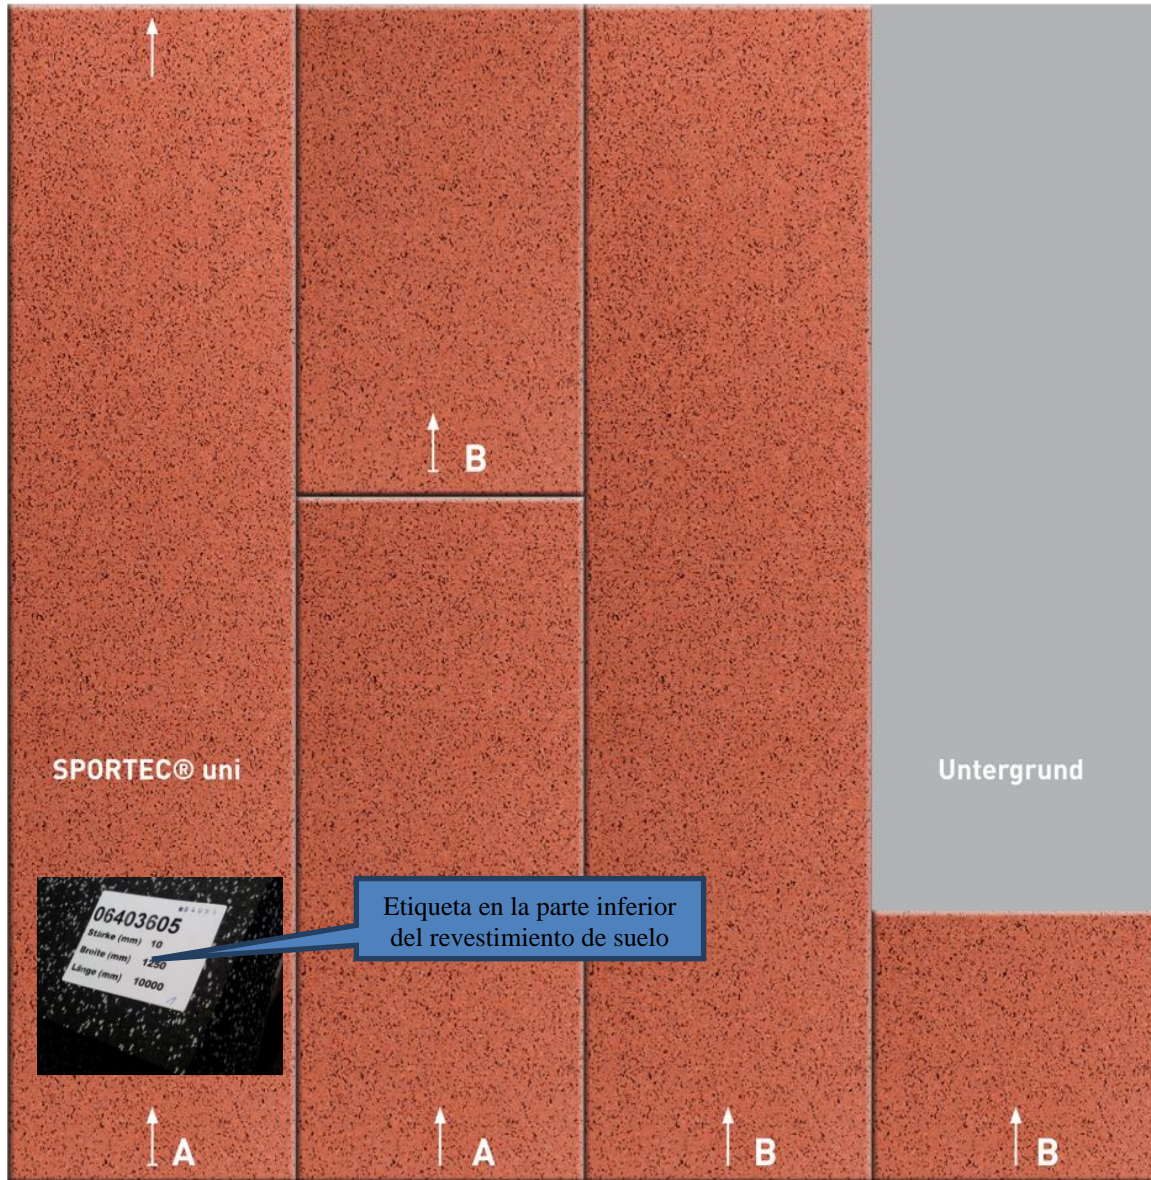 B
SPORTEC® uni
Untergrund
06403605
Stärke (mm) 10
Breite (mm) 1250
Länge (mm) 10000
Etiqueta en la parte inferior
del revestimiento de suelo
A
A
B
B